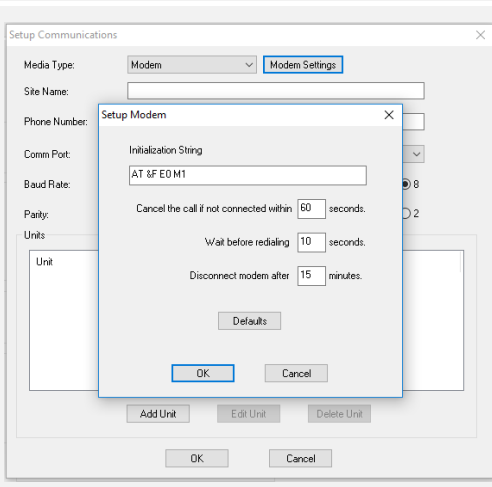 Setup Communications
Media Type: Modem Modem Settings
Site Name:
Phone Number:
Setup Modem
Initialization String
AT &F E0 M1
Comm Port:
Baud Rate: 8
Cancel the call if not connected within 60 seconds.
Parity: 2
Wait before redialing 10 seconds.
Units
Unit
Disconnect modem after 15 minutes.
Defaults
OK Cancel
Add Unit Edit Unit Delete Unit
OK Cancel